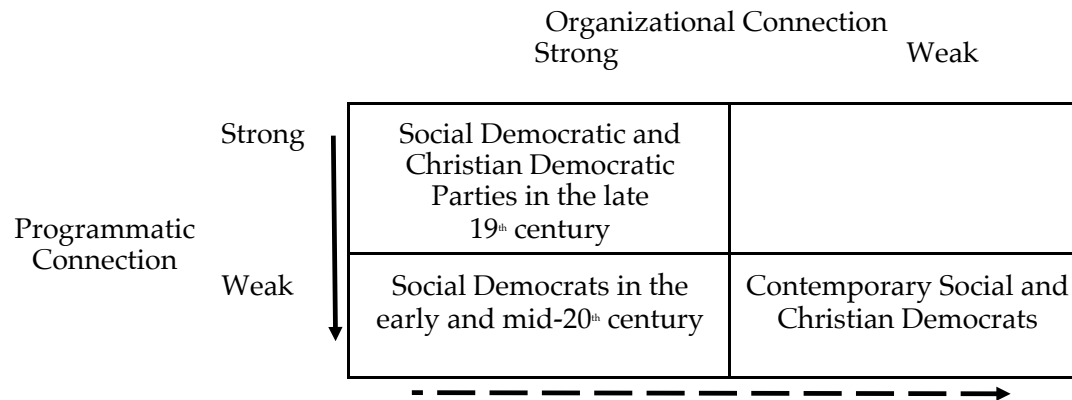 Organizational Connection
Strong Weak
Strong
Social Democratic and
Christian Democratic
Parties in the late
19th century
Programmatic
Connection
Weak
Social Democrats in the
early and mid-20th century
Contemporary Social and
Christian Democrats